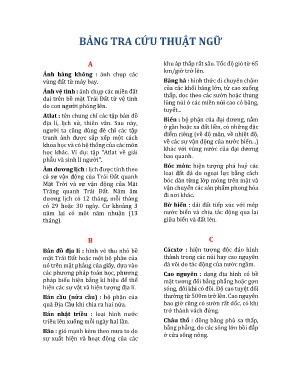 BẢNG TRA CỨU THUẬT NGỮ
A
Ảnh hàng không : ảnh chụp các
vùng đất từ máy bay.
Ảnh vệ tinh : ảnh chụp các miền đất
đai trên bề mặt Trái Đất từ vệ tinh
do con người phóng lên.
Atlat : tên chung chỉ các tập bản đồ
địa lí, lịch sử, thiên văn. Sau này,
người ta cũng dùng để chỉ các tập
tranh ảnh được sắp xếp một cách
khoa học và có hệ thống của các môn
học khác. Ví dụ: tập "Atlat về giải
phẫu và sinh lí người".
Âm dương lịch : lịch được tính theo
cả sự vận động của Trái Đất quanh
Mặt Trời và sự vận động của Mặt
Trăng quanh Trái Đất. Năm âm
dương lịch có 12 tháng, mỗi tháng
có 29 hoặc 30 ngày. Cứ khoảng 3
năm lại có một năm nhuận (13
tháng).
B
Bản đồ địa lí : hình vẽ thu nhỏ bề
mặt Trái Đất hoặc một bộ phận của
nó trên mặt phẳng của giấy, dựa vào
các phương pháp toán học, phương
pháp biểu hiện bằng kí hiệu để thể
hiện các sự vật và hiện tượng địa lí.
Bán cầu (nửa cầu) : bộ phận của
quả Địa Cầu khi chia ra hai nửa.
Bán nhật triều : loại hình nước
triều lên xuống mỗi ngày hai lần.
Bão : gió mạnh kèm theo mưa to do
sự xuất hiện và hoạt động của các
khu áp thấp rất sâu. Tốc độ gió từ 65
km/giờ trở lên.
Băng hà : hình thức di chuyển chậm
của các khối băng lớn, từ cao xuống
thấp, dọc theo các sườn hoặc thung
lũng núi ở các miền núi cao có băng,
tuyết...
Biển : bộ phận của đại dương, nằm
ở gần hoặc xa đất liền, có những đặc
điểm riêng (về độ mặn, về nhiệt độ,
về các sự vận động của nước biển...)
khác với vùng nước của đại dương
bao quanh.
Bóc mòn: hiện tượng phá huỷ các
loại đất đá do ngoại lực bằng cách
bóc dần từng lớp mỏng trên mặt và
vận chuyển các sản phẩm phong hóa
đi nơi khác.
Bờ biển : dải đất tiếp xúc với mép
nước biển và chịu tác động qua lại
giữa biển và đất liền.
C
Cácxtơ : hiện tượng độc đáo hình
thành trong các núi hay cao nguyên
đá vôi do tác động của nước ngầm.
Cao nguyên : dạng địa hình có bề
mặt tương đối bằng phẳng hoặc gợn
sóng, đôi khi có đồi. Độ cao tuyệt đối
thường từ 500m trở lên. Cao nguyên
bao giờ cũng có sườn rất dốc, có khi
trở thành vách đứng.
Châu thổ : đồng bằng phù sa thấp,
bằng phẳng, do các sông lớn bồi đắp
ở cửa sông nông.